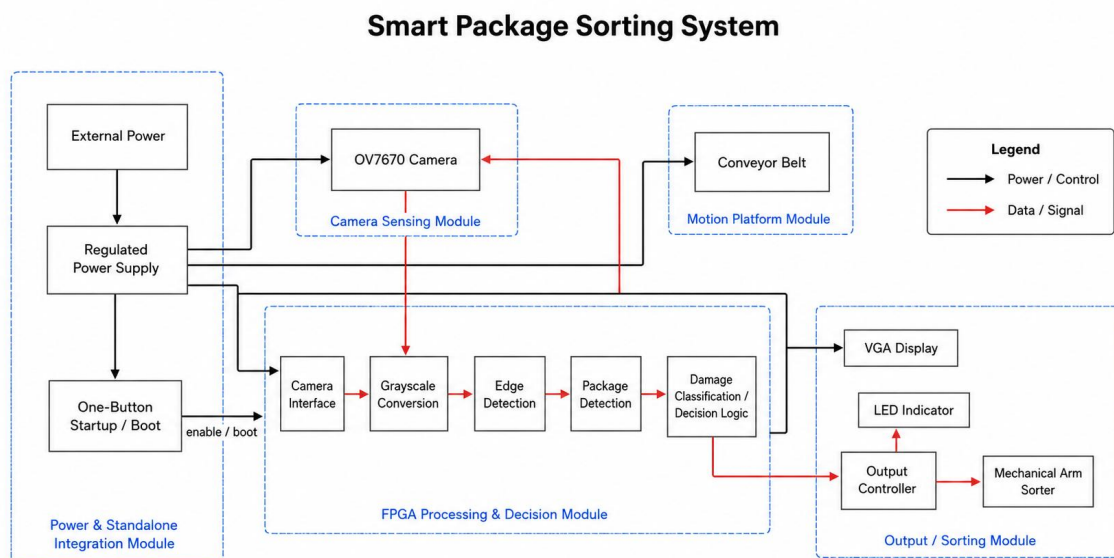 Smart Package Sorting System
External Power
Regulated
Power Supply
One-Button
Startup / Boot
enable / boot
Power & Standalone
Integration Module
OV7670 Camera
Camera Sensing Module
Conveyor Belt
Motion Platform Module
Legend
Power / Control
Data / Signal
Camera
Interface
Grayscale
Conversion
Edge
Detection
Package
Detection
Damage
Classification /
Decision Logic
FPGA Processing & Decision Module
VGA Display
LED Indicator
Output
Controller
Mechanical Arm
Sorter
Output / Sorting Module